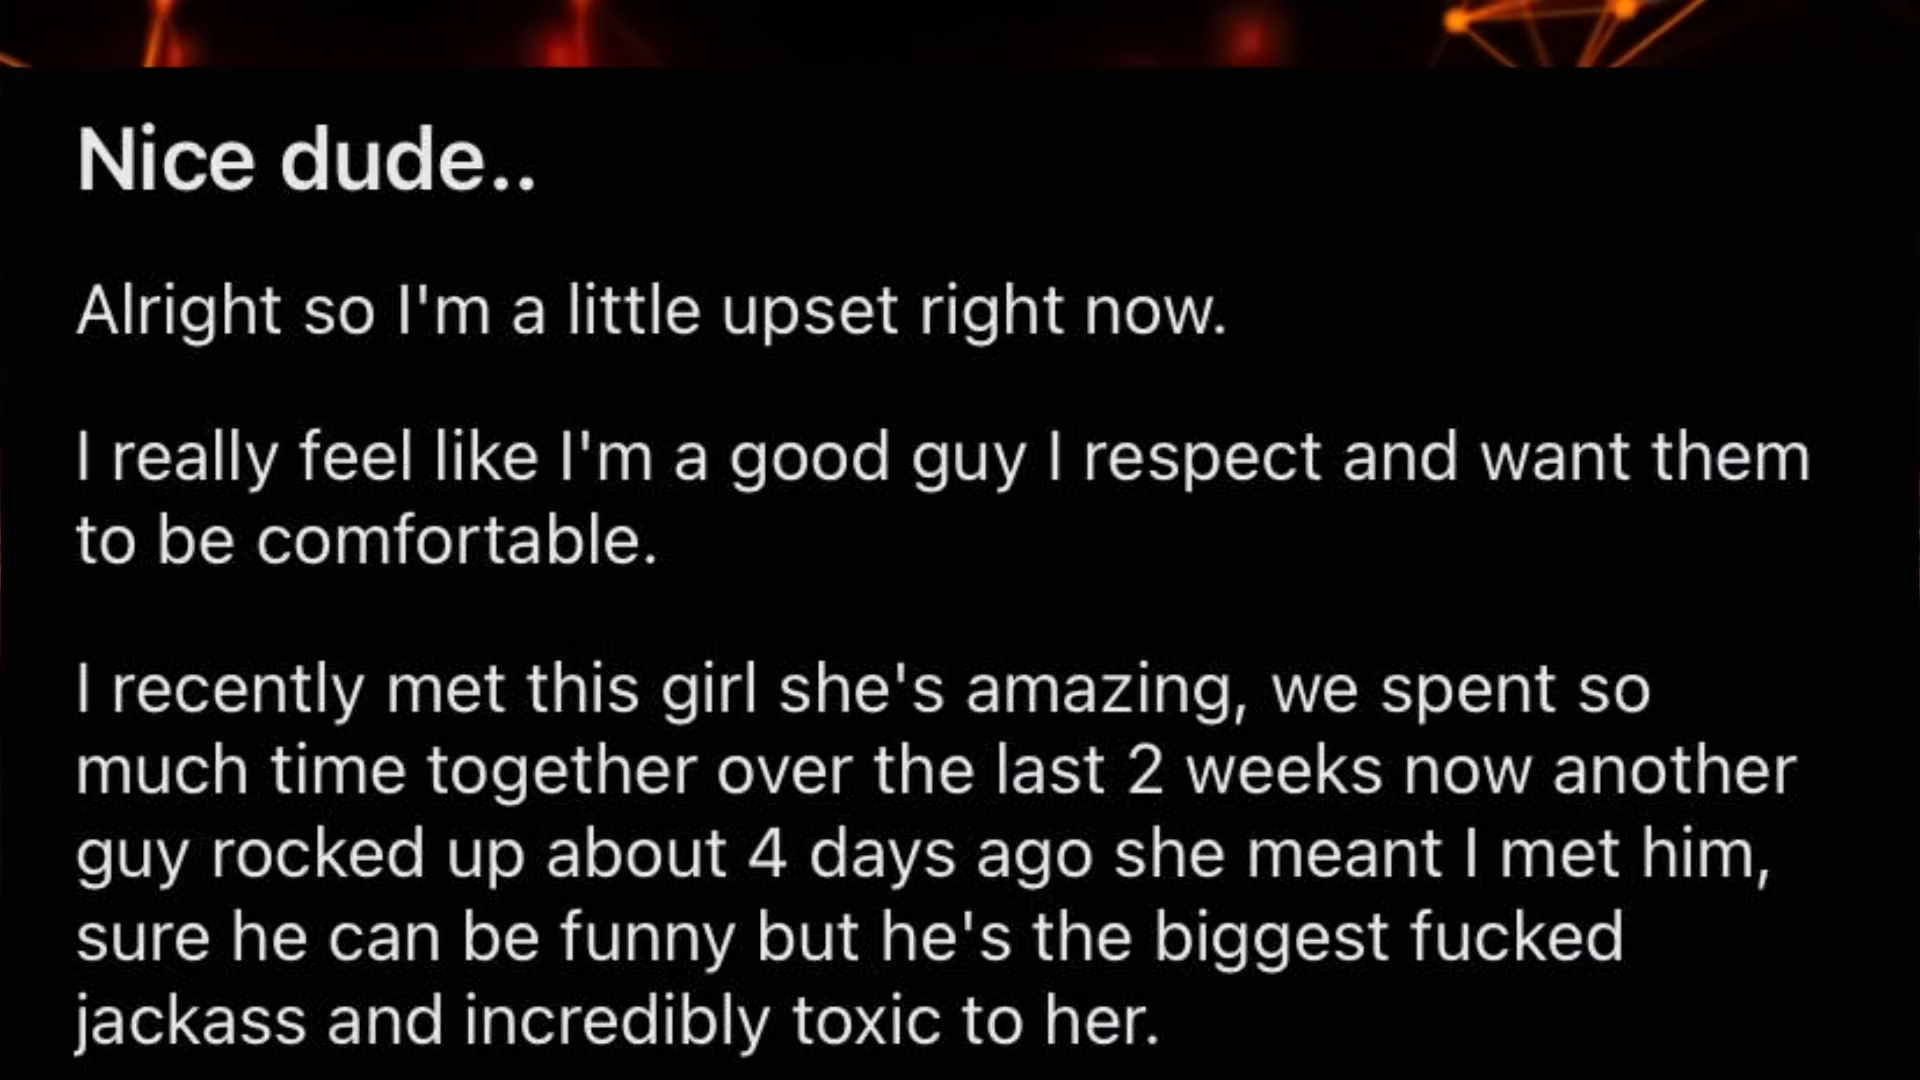 Nice dude..
Alright so I'm a little upset right now.
I really feel like I'm a good guy I respect and want them
to be comfortable.
I recently met this girl she's amazing, we spent so
much time together over the last 2 weeks now another
guy rocked up about 4 days ago she meant I met him,
sure he can be funny but he's the biggest fucked
jackass and incredibly toxic to her.